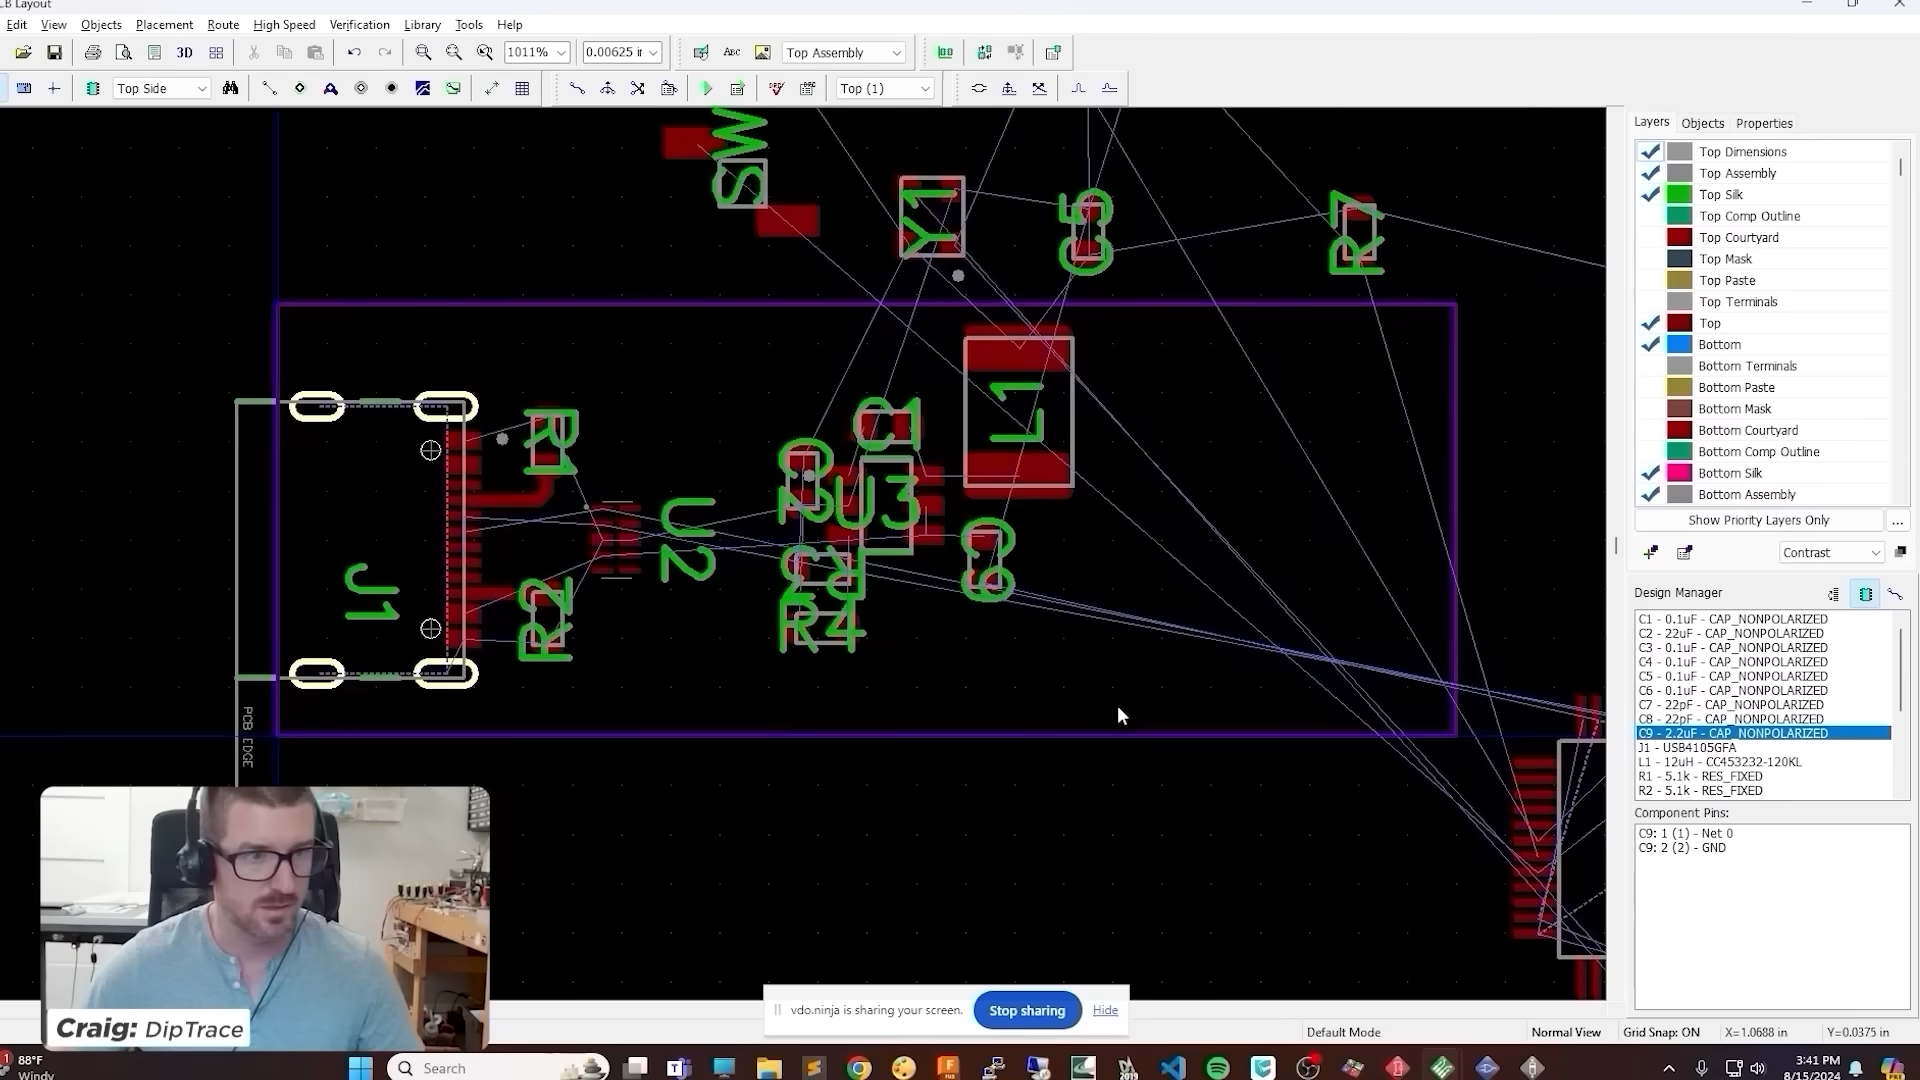 CB Layout
Edit View Objects Placement Route High Speed Verification Library Tools Help
3D 1011% 0.00625 ir Abc Top Assembly
Top Side Top (1)
SW
Y1
C5
R7
L1
R1
C1
C2
U3
U2
C9
J1
R2
R4
PCB EDGE
Layers Objects Properties
Top Dimensions
Top Assembly
Top Silk
Top Comp Outline
Top Courtyard
Top Mask
Top Paste
Top Terminals
Top
Bottom
Bottom Terminals
Bottom Paste
Bottom Mask
Bottom Courtyard
Bottom Comp Outline
Bottom Silk
Bottom Assembly
Show Priority Layers Only ...
Contrast
Design Manager
C1 - 0.1uF - CAP_NONPOLARIZED
C2 - 22uF - CAP_NONPOLARIZED
C3 - 0.1uF - CAP_NONPOLARIZED
C4 - 0.1uF - CAP_NONPOLARIZED
C5 - 0.1uF - CAP_NONPOLARIZED
C6 - 0.1uF - CAP_NONPOLARIZED
C7 - 22pF - CAP_NONPOLARIZED
C8 - 22pF - CAP_NONPOLARIZED
C9 - 2.2uF - CAP_NONPOLARIZED
J1 - USB4105GFA
L1 - 12uH - CC453232-120KL
R1 - 5.1k - RES_FIXED
R2 - 5.1k - RES_FIXED
Component Pins:
C9: 1 (1) - Net 0
C9: 2 (2) - GND
Craig: DipTrace
vdo.ninja is sharing your screen. Stop sharing Hide
Default Mode Normal View Grid Snap: ON X=1.0688 in Y=0.0375 in
1 88°F
Windy
Search
3:41 PM
8/15/2024